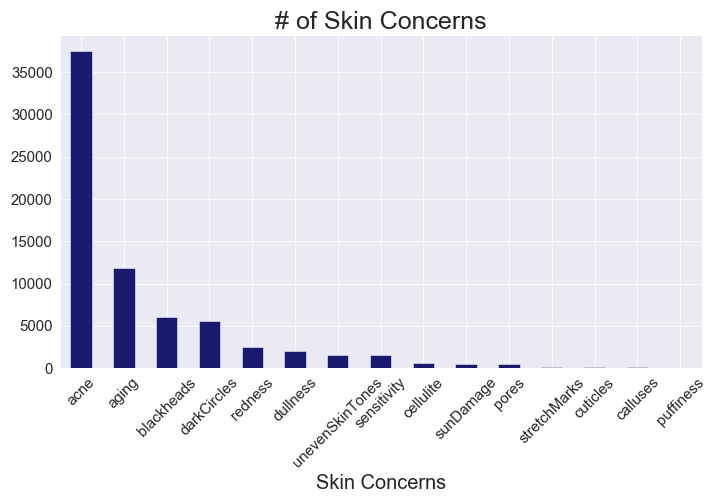 # of Skin Concerns
35000
30000
25000
20000
15000
10000
5000
0
acne
aging
blackheads
darkCircles
redness
dullness
unevenSkinTones
sensitivity
cellulite
sunDamage
pores
stretchMarks
cuticles
calluses
puffiness
Skin Concerns